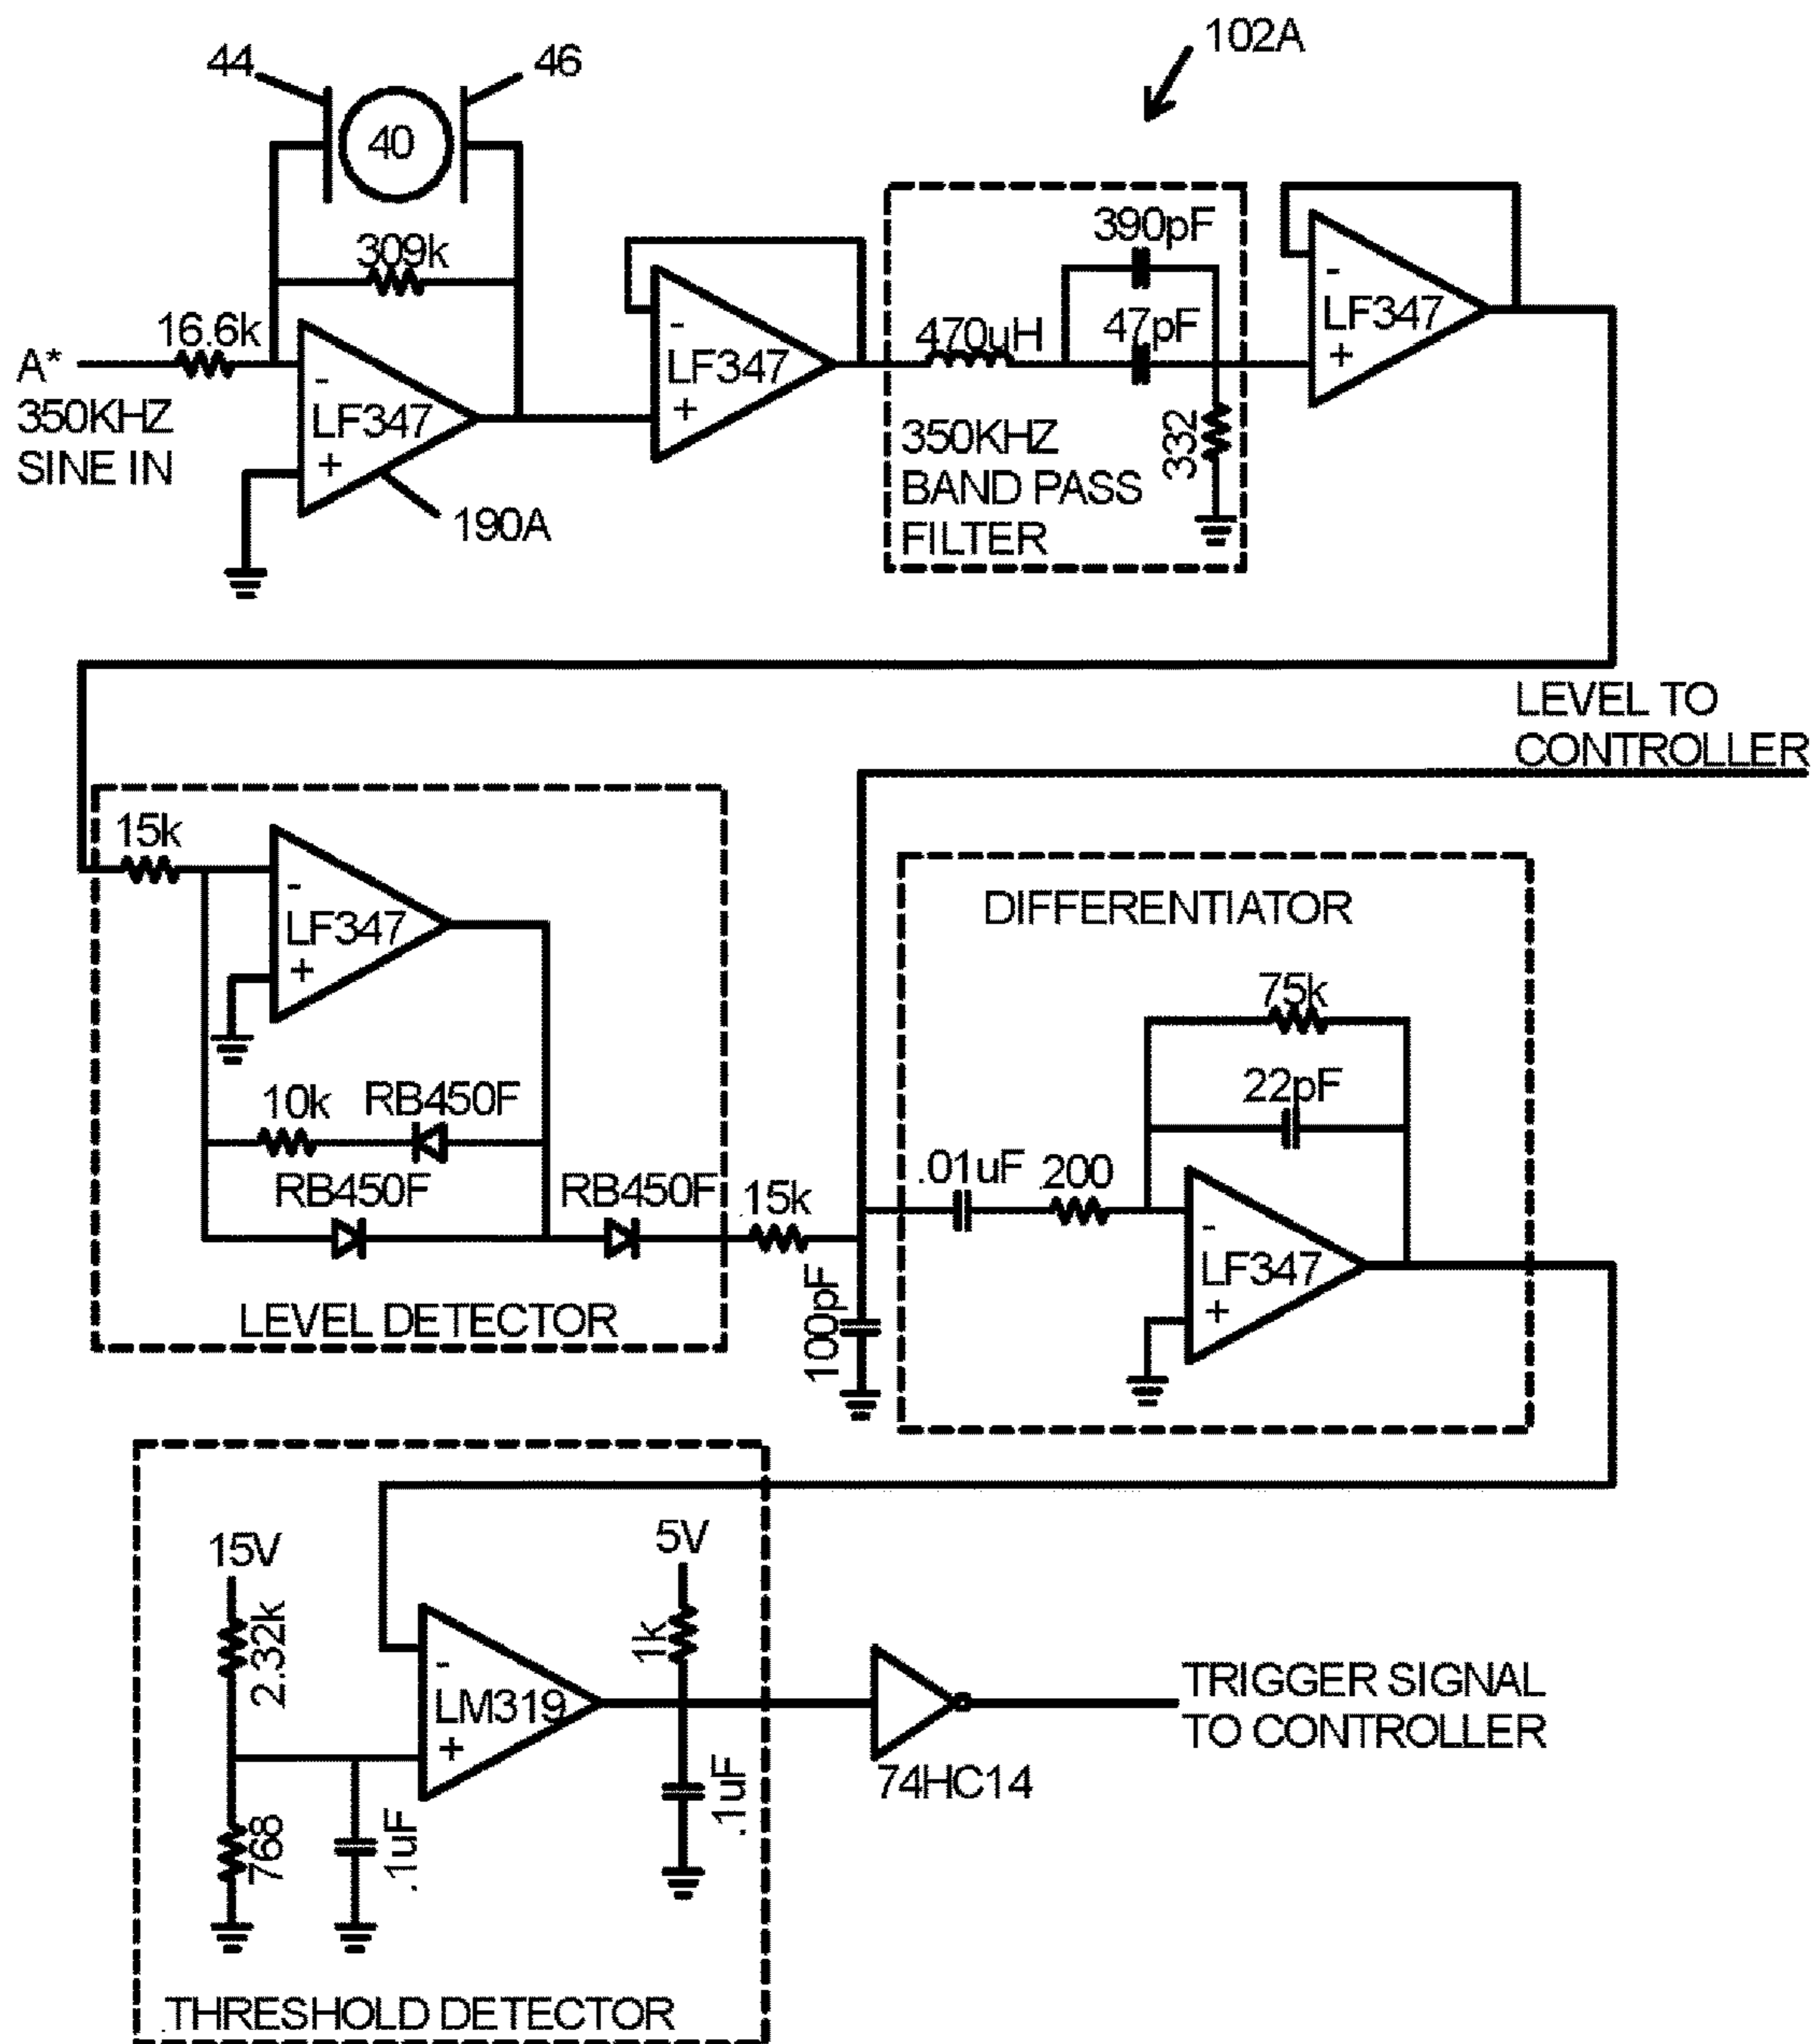 102A
44
46
40
309k
16.6k
A*
350KHZ
SINE IN
-
LF347
+
190A
-
LF347
+
390pF
470uH
47pF
332
350KHZ
BAND PASS
FILTER
-
LF347
+
LEVEL TO
CONTROLLER
15k
-
LF347
+
10k
RB450F
RB450F
RB450F
15k
LEVEL DETECTOR
100pF
DIFFERENTIATOR
75k
22pF
.01uF
200
-
LF347
+
15V
2.32k
768
.1uF
-
LM319
+
5V
1k
.1uF
74HC14
TRIGGER SIGNAL
TO CONTROLLER
THRESHOLD DETECTOR